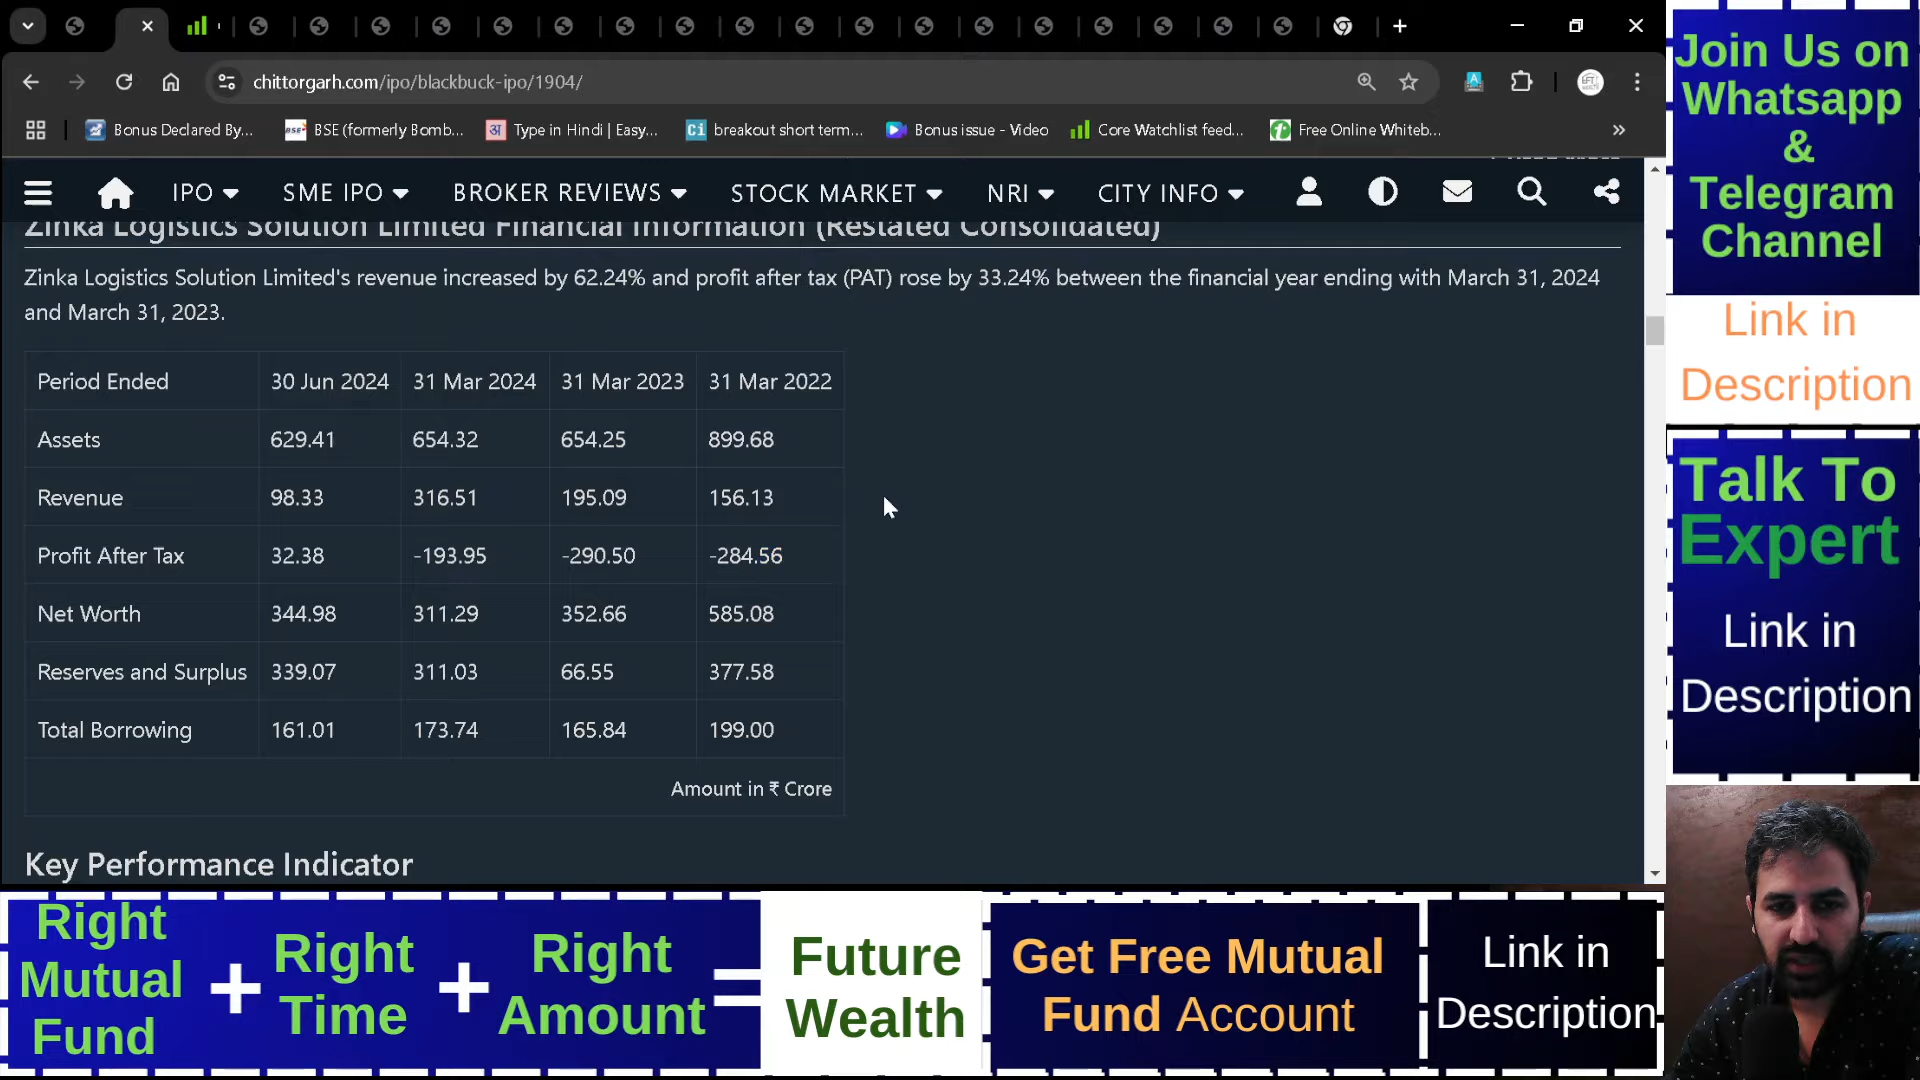 chittorgarh.com/ipo/blackbuck-ipo/1904/
Bonus Declared By...
BSE (formerly Bomb...
Type in Hindi | Easy...
breakout short term...
Bonus issue - Video
Core Watchlist feed...
Free Online Whiteb...
IPO
SME IPO
BROKER REVIEWS
STOCK MARKET
NRI
CITY INFO
Zinka Logistics Solution Limited Financial Information (Restated Consolidated)
Zinka Logistics Solution Limited's revenue increased by 62.24% and profit after tax (PAT) rose by 33.24% between the financial year ending with March 31, 2024
and March 31, 2023.
Period Ended 30 Jun 2024 31 Mar 2024 31 Mar 2023 31 Mar 2022
Assets 629.41 654.32 654.25 899.68
Revenue 98.33 316.51 195.09 156.13
Profit After Tax 32.38 -193.95 -290.50 -284.56
Net Worth 344.98 311.29 352.66 585.08
Reserves and Surplus 339.07 311.03 66.55 377.58
Total Borrowing 161.01 173.74 165.84 199.00
Amount in ₹ Crore
Key Performance Indicator
Join Us on
Whatsapp
&
Telegram
Channel
Link in
Description
Talk To
Expert
Link in
Description
Right
Mutual
Fund
+
Right
Time
+
Right
Amount
=
Future
Wealth
Get Free Mutual
Fund Account
Link in
Description